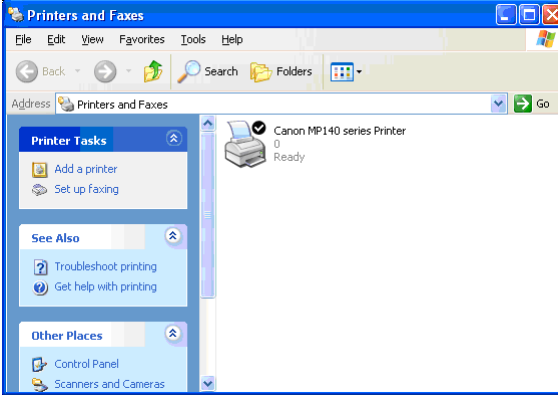 Printers and Faxes
File Edit View Favorites Tools Help
Back Search Folders
Address Printers and Faxes Go
Printer Tasks
Add a printer
Set up faxing
See Also
Troubleshoot printing
Get help with printing
Other Places
Control Panel
Scanners and Cameras
Canon MP140 series Printer
0
Ready